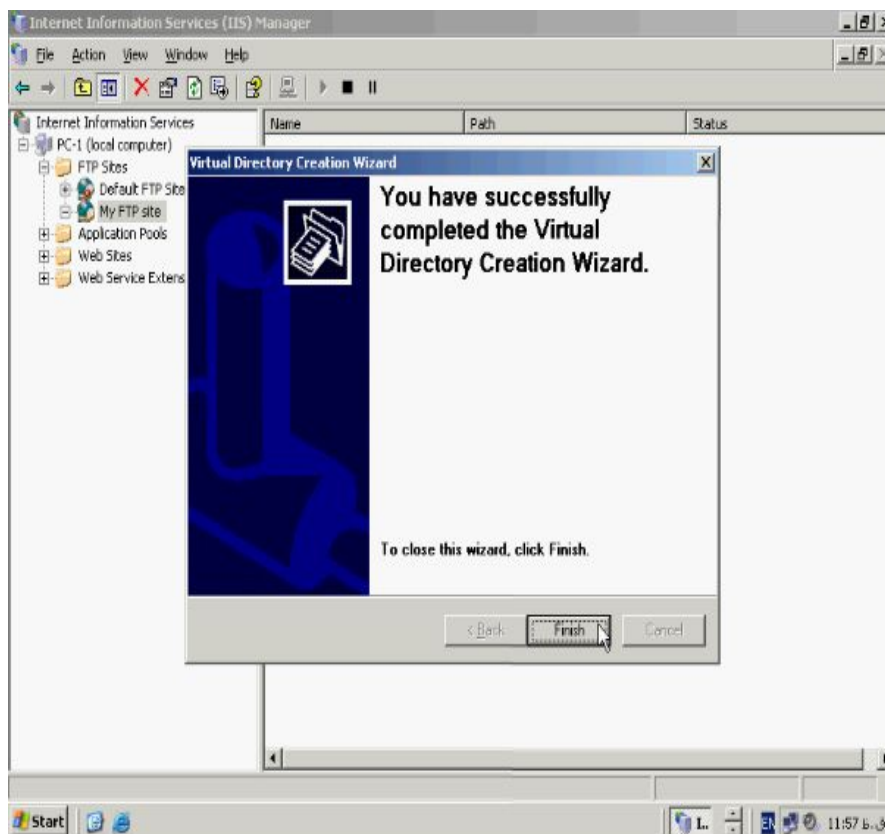 Internet Information Services (IIS) Manager
File Action View Window Help
Internet Information Services
PC-1 (local computer)
FTP Sites
Default FTP Site
My FTP site
Application Pools
Web Sites
Web Service Extens
Name Path Status
Virtual Directory Creation Wizard
You have successfully
completed the Virtual
Directory Creation Wizard.
To close this wizard, click Finish.
< Back Finish Cancel
Start
I..
EN
11:57 ق.ظ